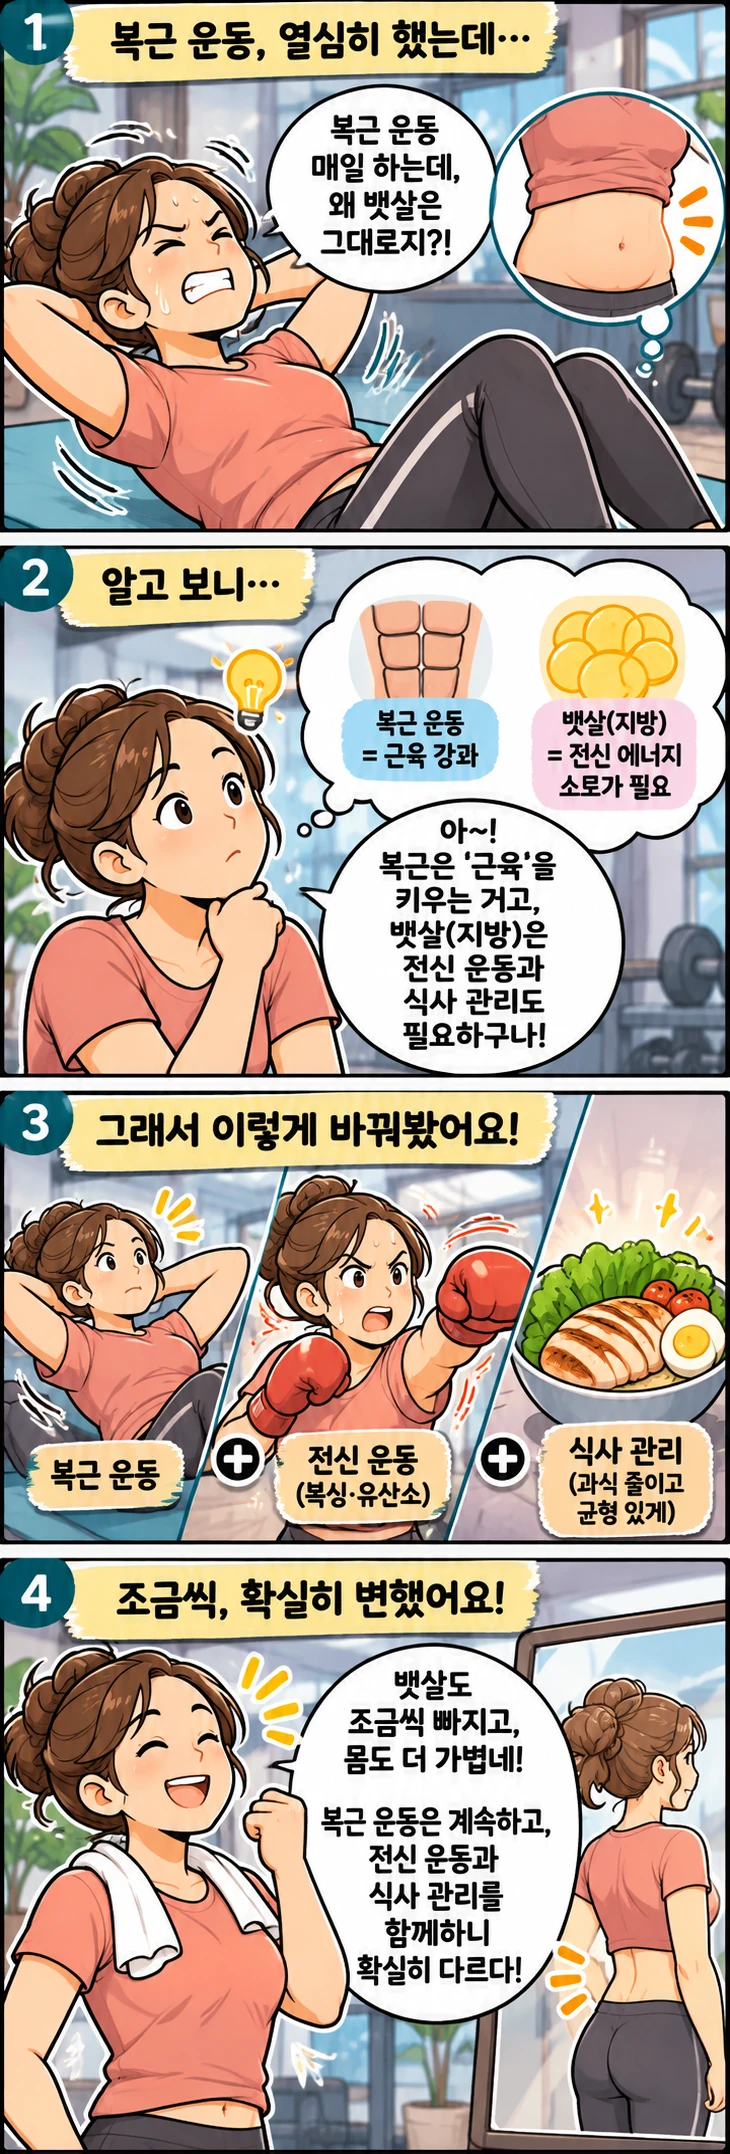 1
복근 운동, 열심히 했는데…
복근 운동
매일 하는데,
왜 뱃살은
그대로지?!
2
알고 보니…
복근 운동
= 근육 강과
뱃살(지방)
= 전신 에너지
소로가 필요
아~!
복근은 '근육'을
키우는 거고,
뱃살(지방)은
전신 운동과
식사 관리도
필요하구나!
3
그래서 이렇게 바꿔봤어요!
복근 운동
+
전신 운동
(복싱·유산소)
+
식사 관리
(과식 줄이고
균형 있게)
4
조금씩, 확실히 변했어요!
뱃살도
조금씩 빠지고,
몸도 더 가볍네!
복근 운동은 계속하고,
전신 운동과
식사 관리를
함께하니
확실히 다르다!